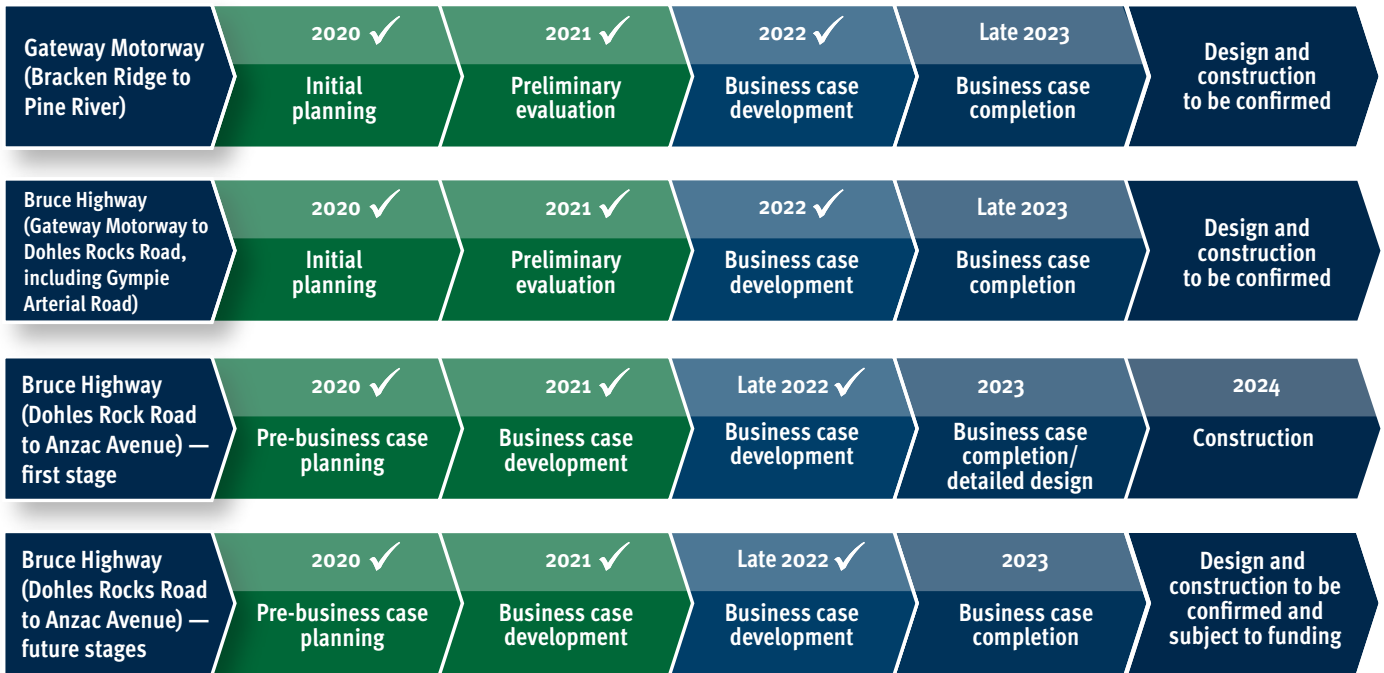 Gateway Motorway
(Bracken Ridge to
Pine River)
2020 ✓
Initial
planning
2021 ✓
Preliminary
evaluation
2022 ✓
Business case
development
Late 2023
Business case
completion
Design and
construction
to be confirmed
Bruce Highway
(Gateway Motorway to
Dohles Rocks Road,
including Gympie
Arterial Road)
2020 ✓
Initial
planning
2021 ✓
Preliminary
evaluation
2022 ✓
Business case
development
Late 2023
Business case
completion
Design and
construction
to be confirmed
Bruce Highway
(Dohles Rock Road
to Anzac Avenue) —
first stage
2020 ✓
Pre-business case
planning
2021 ✓
Business case
development
Late 2022 ✓
Business case
development
2023
Business case
completion/
detailed design
2024
Construction
Bruce Highway
(Dohles Rocks Road
to Anzac Avenue) —
future stages
2020 ✓
Pre-business case
planning
2021 ✓
Business case
development
Late 2022 ✓
Business case
development
2023
Business case
completion
Design and
construction to be
confirmed and
subject to funding